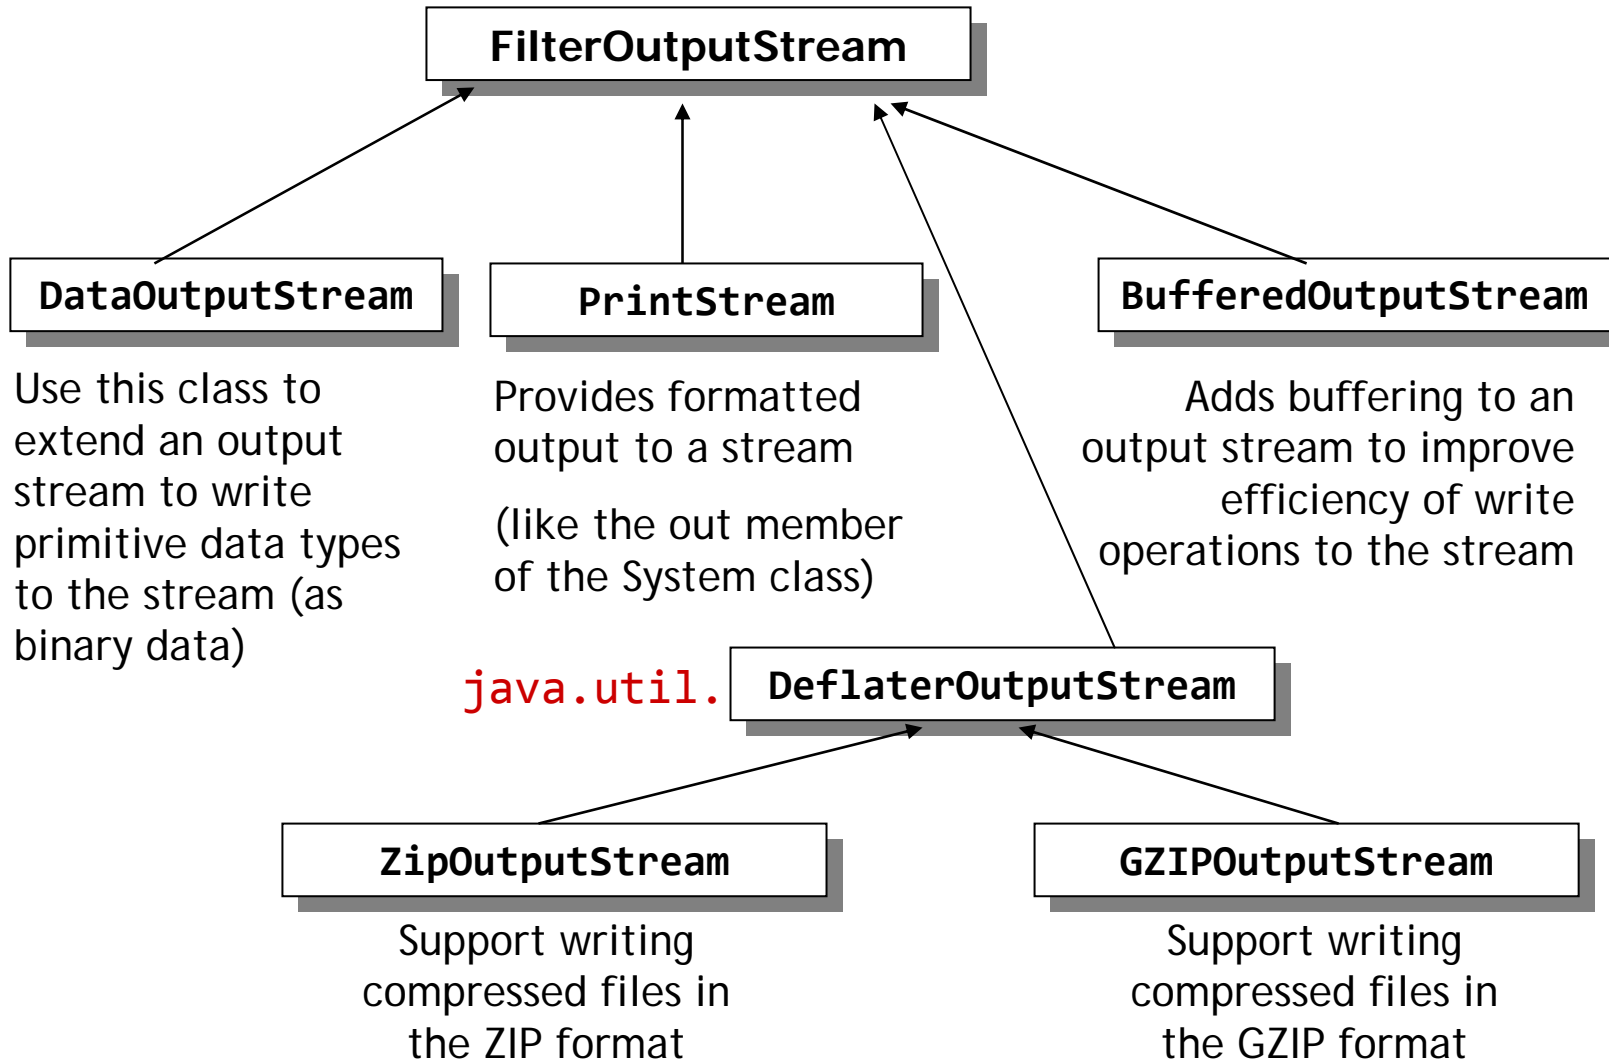 FilterOutputStream
DataOutputStream
Use this class to
extend an output
stream to write
primitive data types
to the stream (as
binary data)
PrintStream
Provides formatted
output to a stream
(like the out member
of the System class)
BufferedOutputStream
Adds buffering to an
output stream to improve
efficiency of write
operations to the stream
java.util. DeflaterOutputStream
ZipOutputStream
Support writing
compressed files in
the ZIP format
GZIPOutputStream
Support writing
compressed files in
the GZIP format